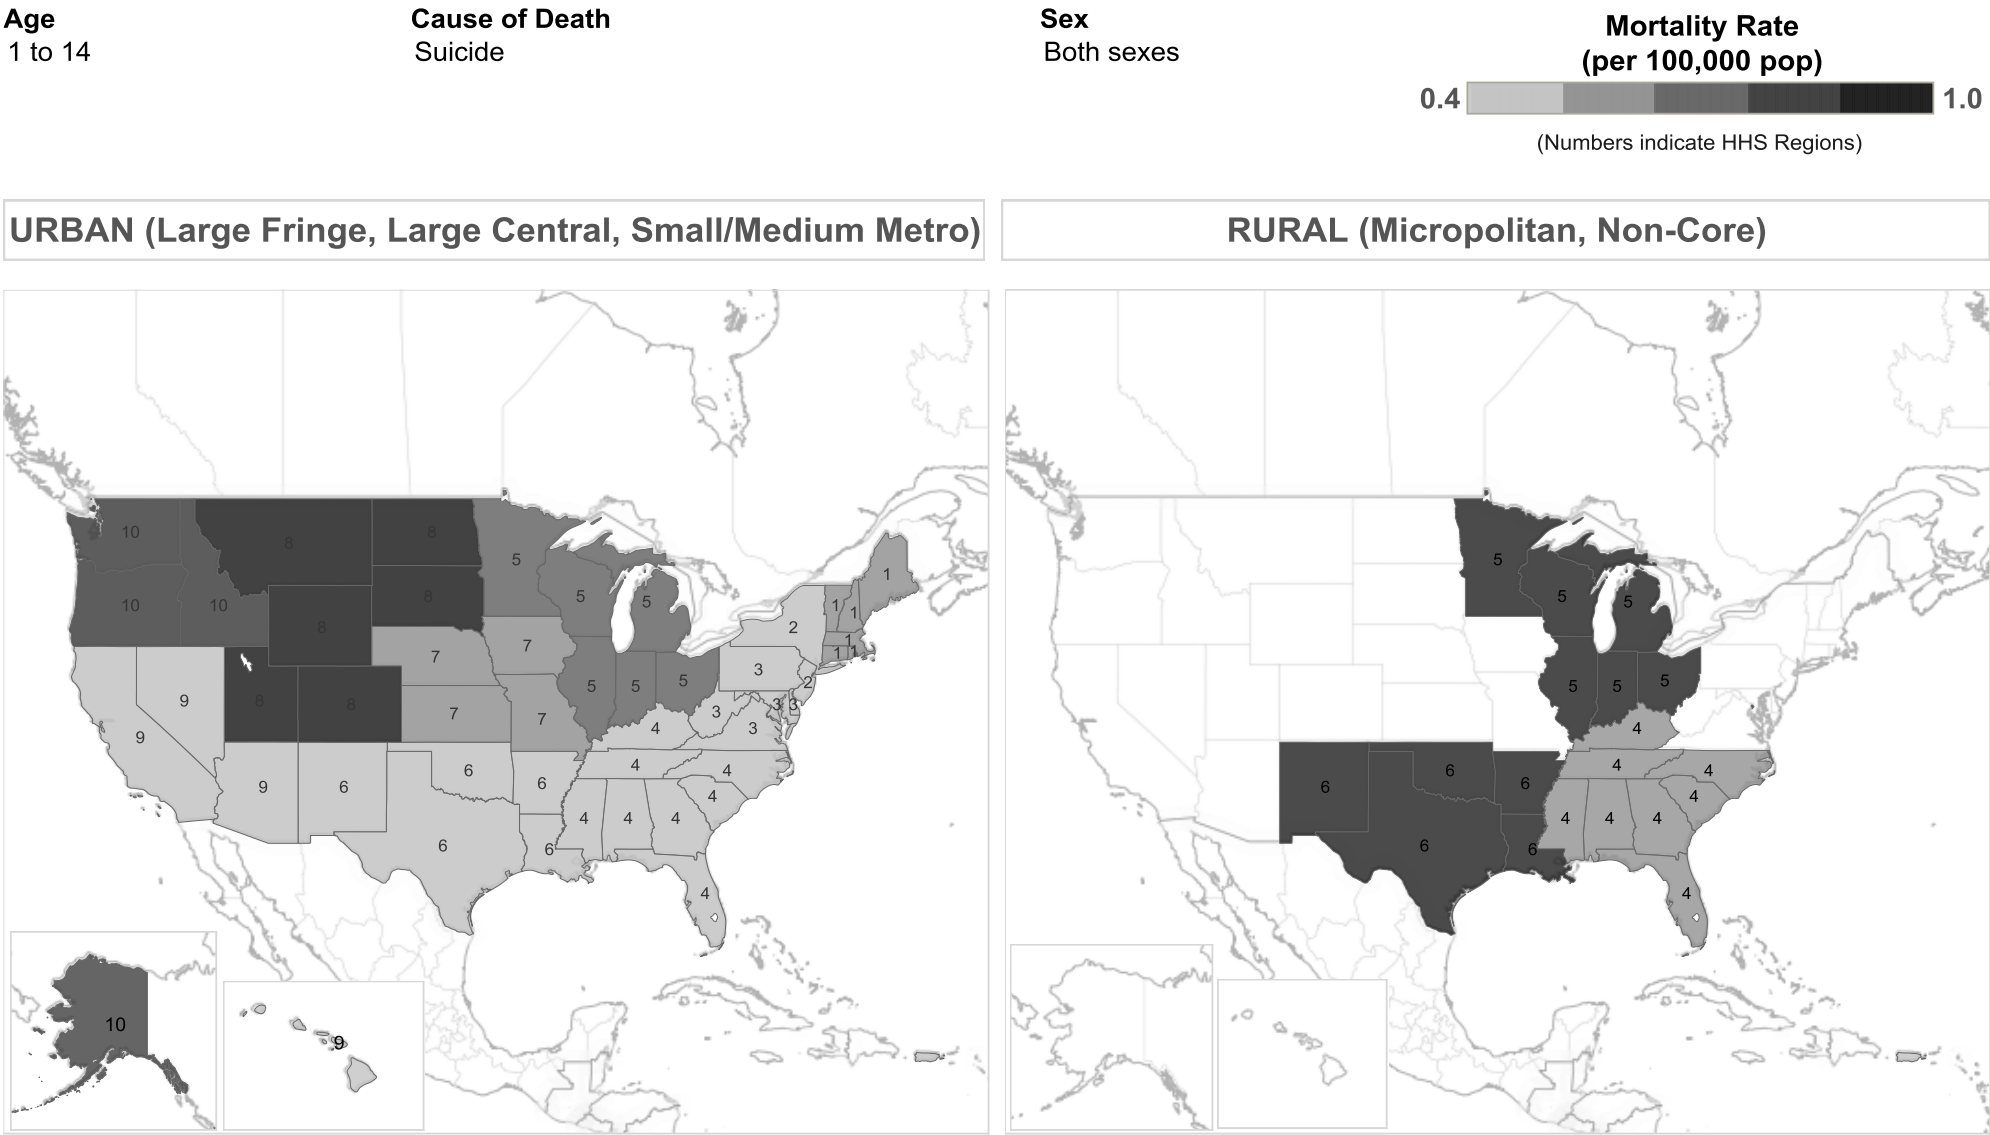 Age
1 to 14
Cause of Death
Suicide
Sex
Both sexes
Mortality Rate
(per 100,000 pop)
0.4 1.0
(Numbers indicate HHS Regions)
URBAN (Large Fringe, Large Central, Small/Medium Metro)
10 8 8
5 1
10 10 8 8
5 5
1 1
2
7 7
1
1 1
3
9 8 8 7 7
5 5 5
2
3 3
3 3
9
4
4 4
9 6 6 6
4
4 4 4
6 6
4
10
9
RURAL (Micropolitan, Non-Core)
5
5 5
5 5 5
4
4 4
6 6 6
4
4 4 4
6 6
4